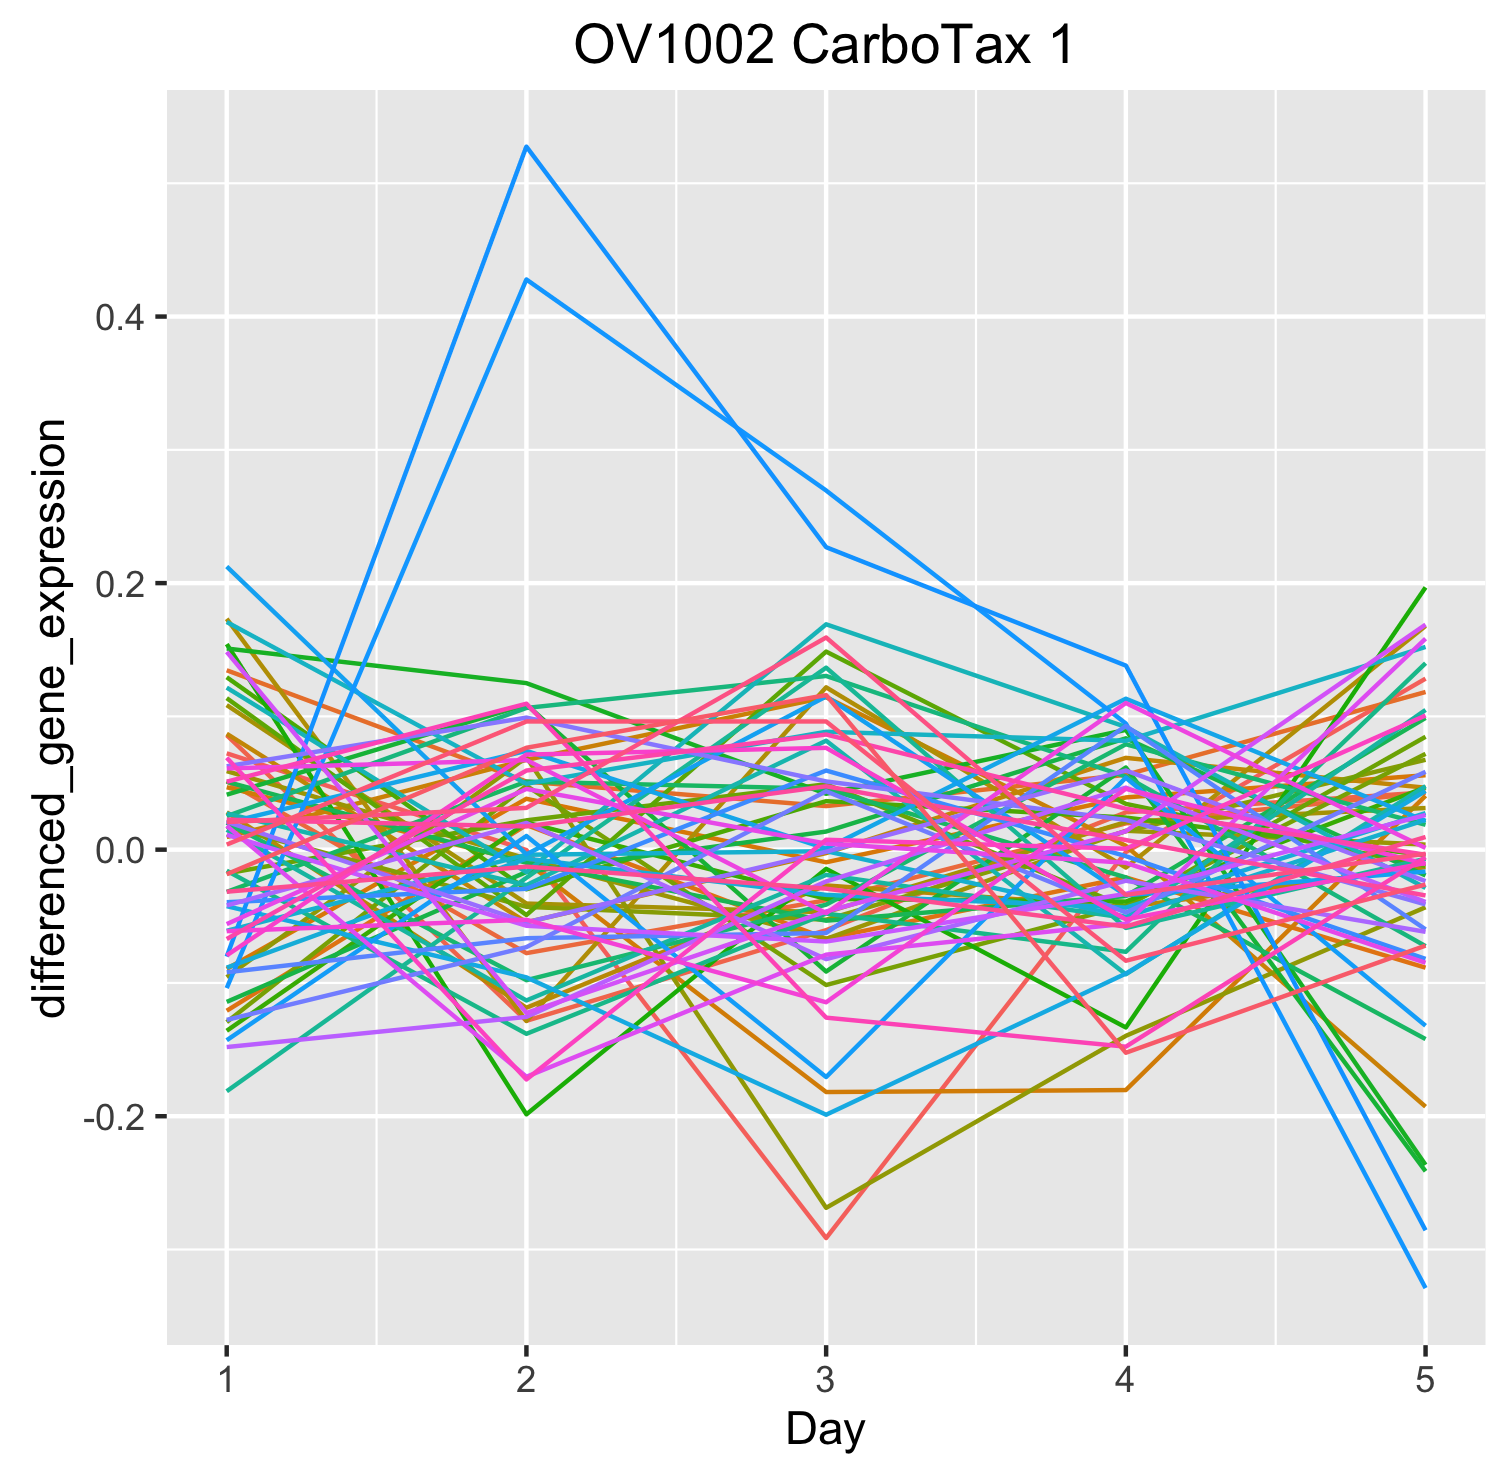 OV1002 CarboTax 1
differenced_gene_expression
0.4
0.2
0.0
-0.2
1 2 3 4 5
Day